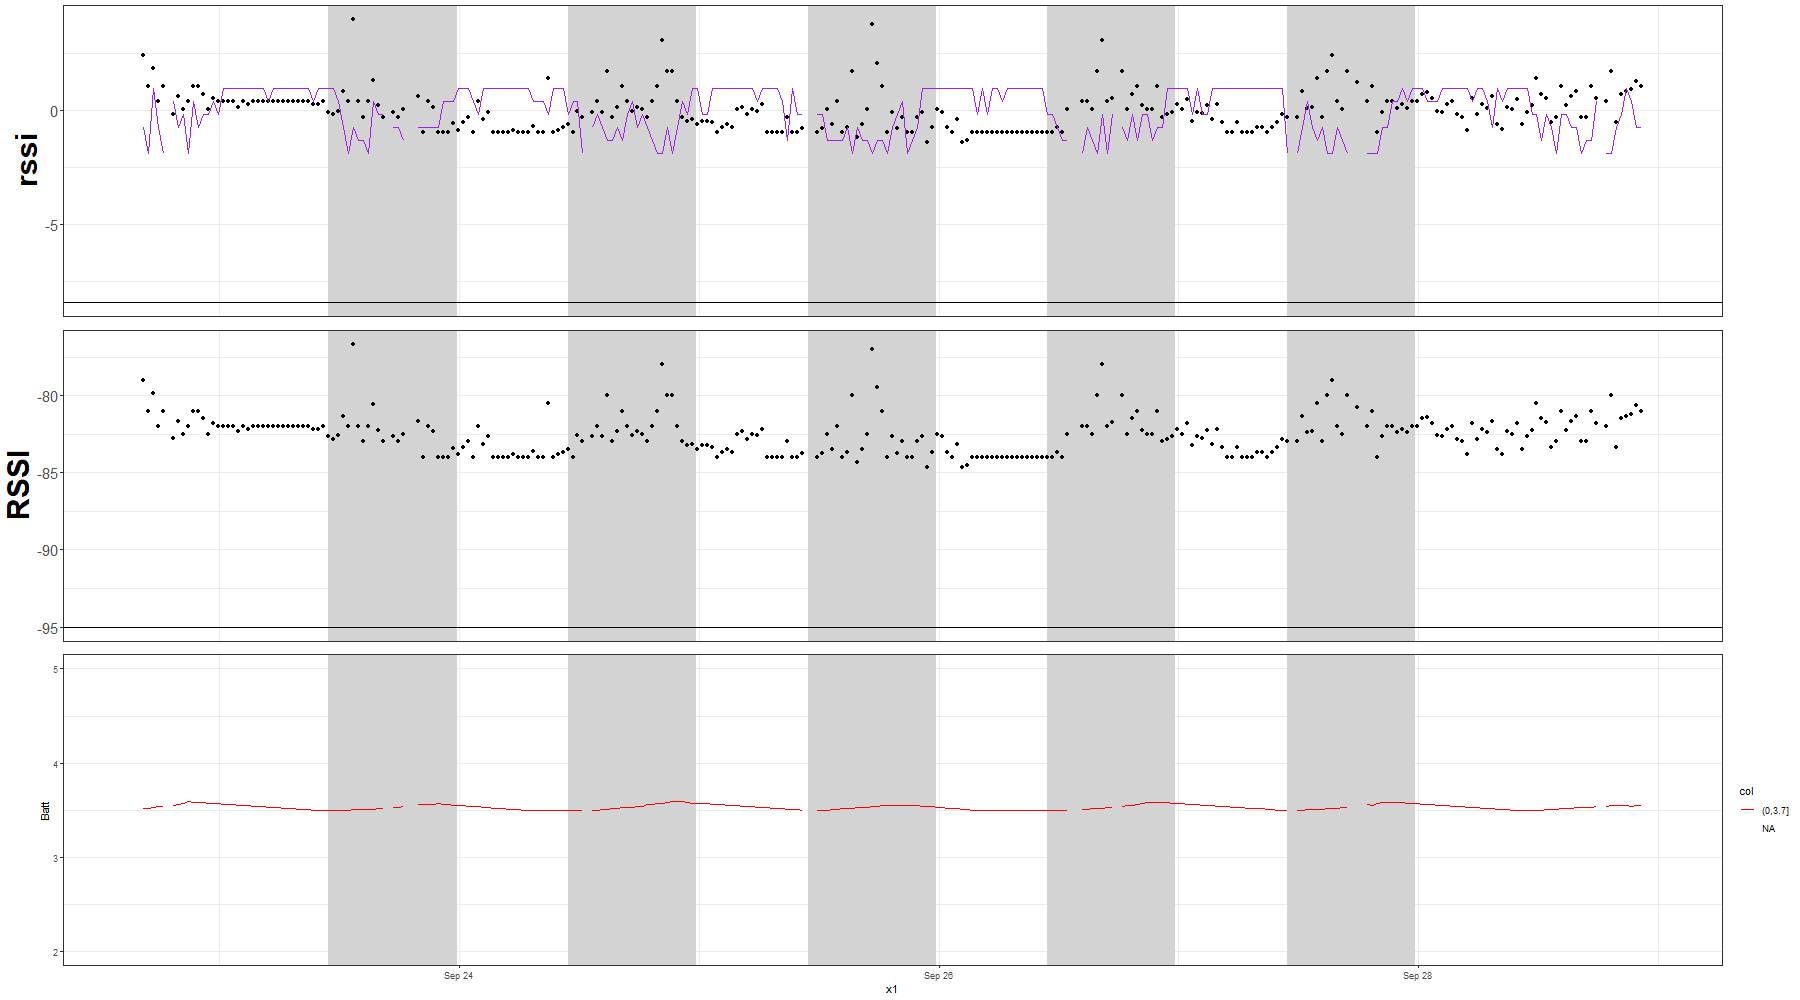 rssi
0
-5
RSSI
-80
-85
-90
-95
Batt
5
4
3
2
Sep 24
Sep 26
Sep 28
x1
col
(0,3.7]
NA